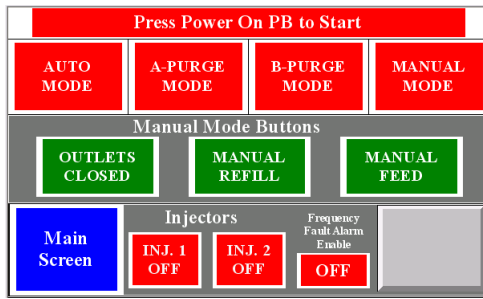 Press Power On PB to Start
AUTO
MODE
A-PURGE
MODE
B-PURGE
MODE
MANUAL
MODE
Manual Mode Buttons
OUTLETS
CLOSED
MANUAL
REFILL
MANUAL
FEED
Main
Screen
Injectors
INJ. 1
OFF
INJ. 2
OFF
Frequency
Fault Alarm
Enable
OFF